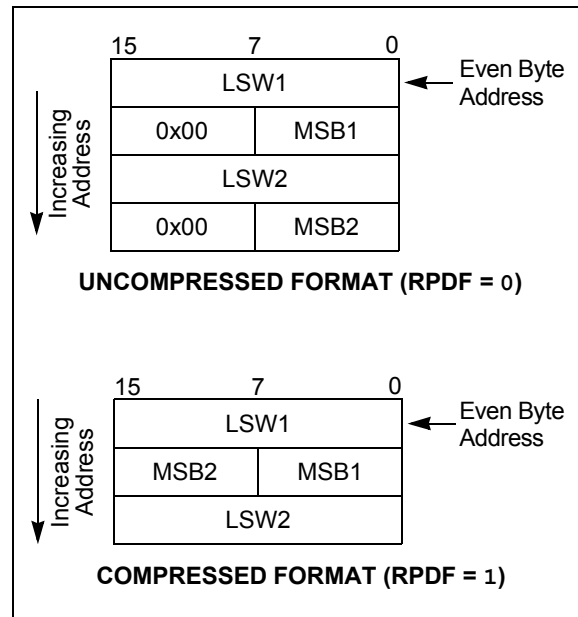 15 7 0
LSW1
Even Byte
Address
0x00 MSB1
LSW2
0x00 MSB2
Increasing
Address
UNCOMPRESSED FORMAT (RPDF = 0)
15 7 0
LSW1
Even Byte
Address
MSB2 MSB1
LSW2
Increasing
Address
COMPRESSED FORMAT (RPDF = 1)